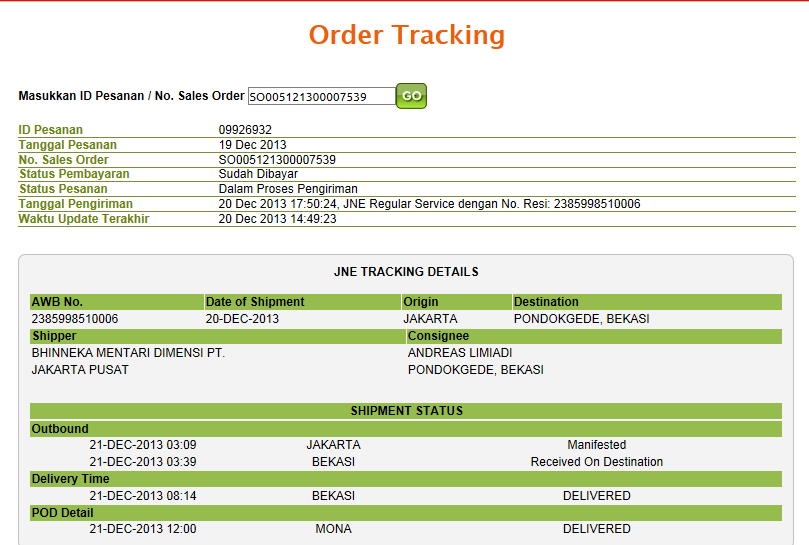 Order Tracking
Masukkan ID Pesanan / No. Sales Order SO005121300007539 GO
ID Pesanan 09926932
Tanggal Pesanan 19 Dec 2013
No. Sales Order SO005121300007539
Status Pembayaran Sudah Dibayar
Status Pesanan Dalam Proses Pengiriman
Tanggal Pengiriman 20 Dec 2013 17:50:24, JNE Regular Service dengan No. Resi: 2385998510006
Waktu Update Terakhir 20 Dec 2013 14:49:23
JNE TRACKING DETAILS
AWB No. Date of Shipment Origin Destination
2385998510006 20-DEC-2013 JAKARTA PONDOKGEDE, BEKASI
Shipper Consignee
BHINNEKA MENTARI DIMENSI PT. ANDREAS LIMIADI
JAKARTA PUSAT PONDOKGEDE, BEKASI
SHIPMENT STATUS
Outbound
21-DEC-2013 03:09 JAKARTA Manifested
21-DEC-2013 03:39 BEKASI Received On Destination
Delivery Time
21-DEC-2013 08:14 BEKASI DELIVERED
POD Detail
21-DEC-2013 12:00 MONA DELIVERED